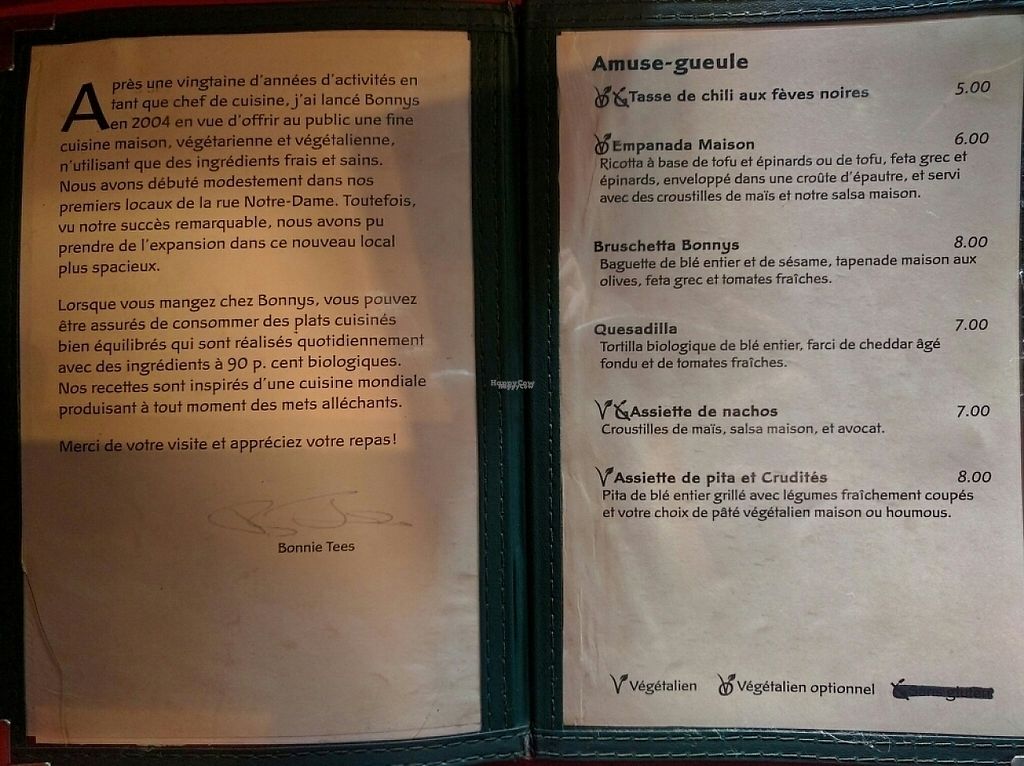 Après une vingtaine d'années d'activités en
tant que chef de cuisine, j'ai lancé Bonnys
en 2004 en vue d'offrir au public une fine
cuisine maison, végétarienne et végétalienne,
n'utilisant que des ingrédients frais et sains.
Nous avons débuté modestement dans nos
premiers locaux de la rue Notre-Dame. Toutefois,
vu notre succès remarquable, nous avons pu
prendre de l'expansion dans ce nouveau local
plus spacieux.
Lorsque vous mangez chez Bonnys, vous pouvez
être assurés de consommer des plats cuisinés
bien équilibrés qui sont réalisés quotidiennement
avec des ingrédients à 90 p. cent biologiques.
Nos recettes sont inspirés d'une cuisine mondiale
produisant à tout moment des mets alléchants.
Merci de votre visite et appréciez votre repas!
Bonnie Tees
HappyCow
Amuse-gueule
Tasse de chili aux fèves noires 5.00
Empanada Maison 6.00
Ricotta à base de tofu et épinards ou de tofu, feta grec et
épinards, enveloppé dans une croûte d'épautre, et servi
avec des croustilles de maïs et notre salsa maison.
Bruschetta Bonnys 8.00
Baguette de blé entier et de sésame, tapenade maison aux
olives, feta grec et tomates fraîches.
Quesadilla 7.00
Tortilla biologique de blé entier, farci de cheddar âgé
fondu et de tomates fraîches.
Assiette de nachos 7.00
Croustilles de maïs, salsa maison, et avocat.
Assiette de pita et Crudités 8.00
Pita de blé entier grillé avec légumes fraîchement coupés
et votre choix de pâté végétalien maison ou houmous.
Végétalien Végétalien optionnel